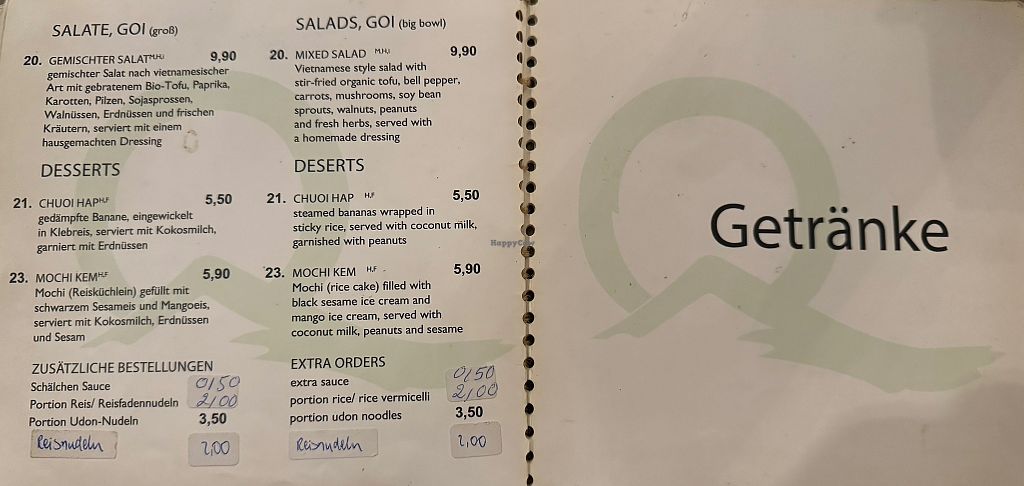 SALATE, GOI (groß)
20. GEMISCHTER SALAT M,H,I 9,90
gemischter Salat nach vietnamesischer
Art mit gebratenem Bio-Tofu, Paprika,
Karotten, Pilzen, Sojasprossen,
Walnüssen, Erdnüssen und frischen
Kräutern, serviert mit einem
hausgemachten Dressing
DESSERTS
21. CHUOI HAP H,F 5,50
gedämpfte Banane, eingewickelt
in Klebreis, serviert mit Kokosmilch,
garniert mit Erdnüssen
23. MOCHI KEM H,F 5,90
Mochi (Reisküchlein) gefüllt mit
schwarzem Sesameis und Mangoeis,
serviert mit Kokosmilch, Erdnüssen
und Sesam
ZUSÄTZLICHE BESTELLUNGEN
Schälchen Sauce 0,50
Portion Reis/ Reisfadennudeln 2,00
Portion Udon-Nudeln 3,50
Reisnudeln 2,00
SALADS, GOI (big bowl)
20. MIXED SALAD M,H,I 9,90
Vietnamese style salad with
stir-fried organic tofu, bell pepper,
carrots, mushrooms, soy bean
sprouts, walnuts, peanuts
and fresh herbs, served with
a homemade dressing
DESERTS
21. CHUOI HAP H,F 5,50
steamed bananas wrapped in
sticky rice, served with coconut milk,
garnished with peanuts
23. MOCHI KEM H,F 5,90
Mochi (rice cake) filled with
black sesame ice cream and
mango ice cream, served with
coconut milk, peanuts and sesame
EXTRA ORDERS
extra sauce 0,50
portion rice/ rice vermicelli 2,00
portion udon noodles 3,50
Reisnudeln 2,00
HappyCow
Getränke